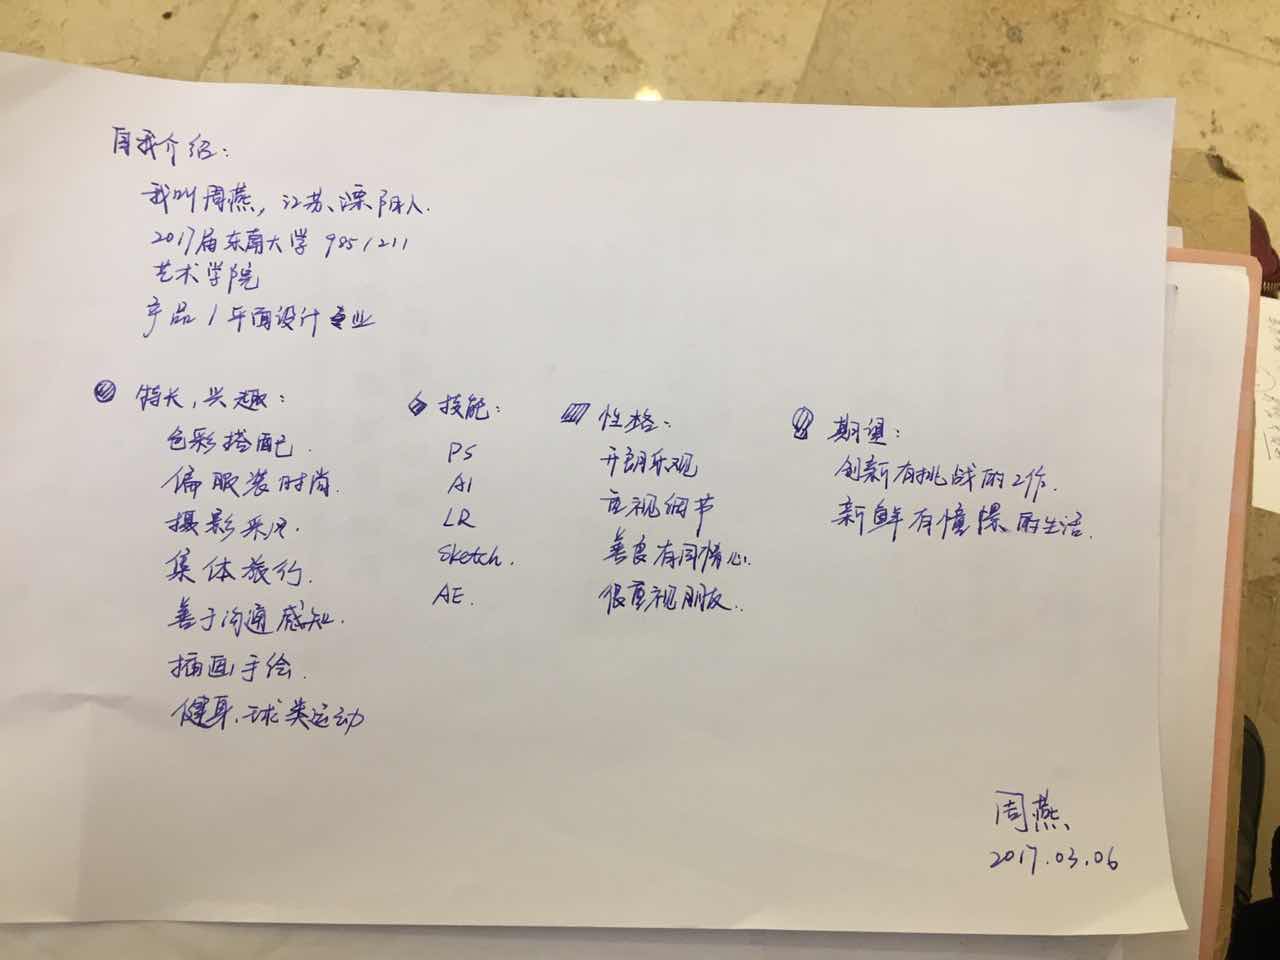 自我介绍：
我叫周燕，江苏、溧阳人.
2017届东南大学 985/211
艺术学院
产品/平面设计专业
特长，兴趣：
色彩搭配.
偏服装时尚.
摄影采风.
集体旅行.
善于沟通感知.
插画手绘.
健身.球类运动
技能：
PS
AI
LR
Sketch.
AE.
性格：
开朗乐观
重视细节
善良有同情心.
很重视朋友.
期望：
创新有挑战的工作.
新鲜有憧憬的生活.
周燕
2017.03.06